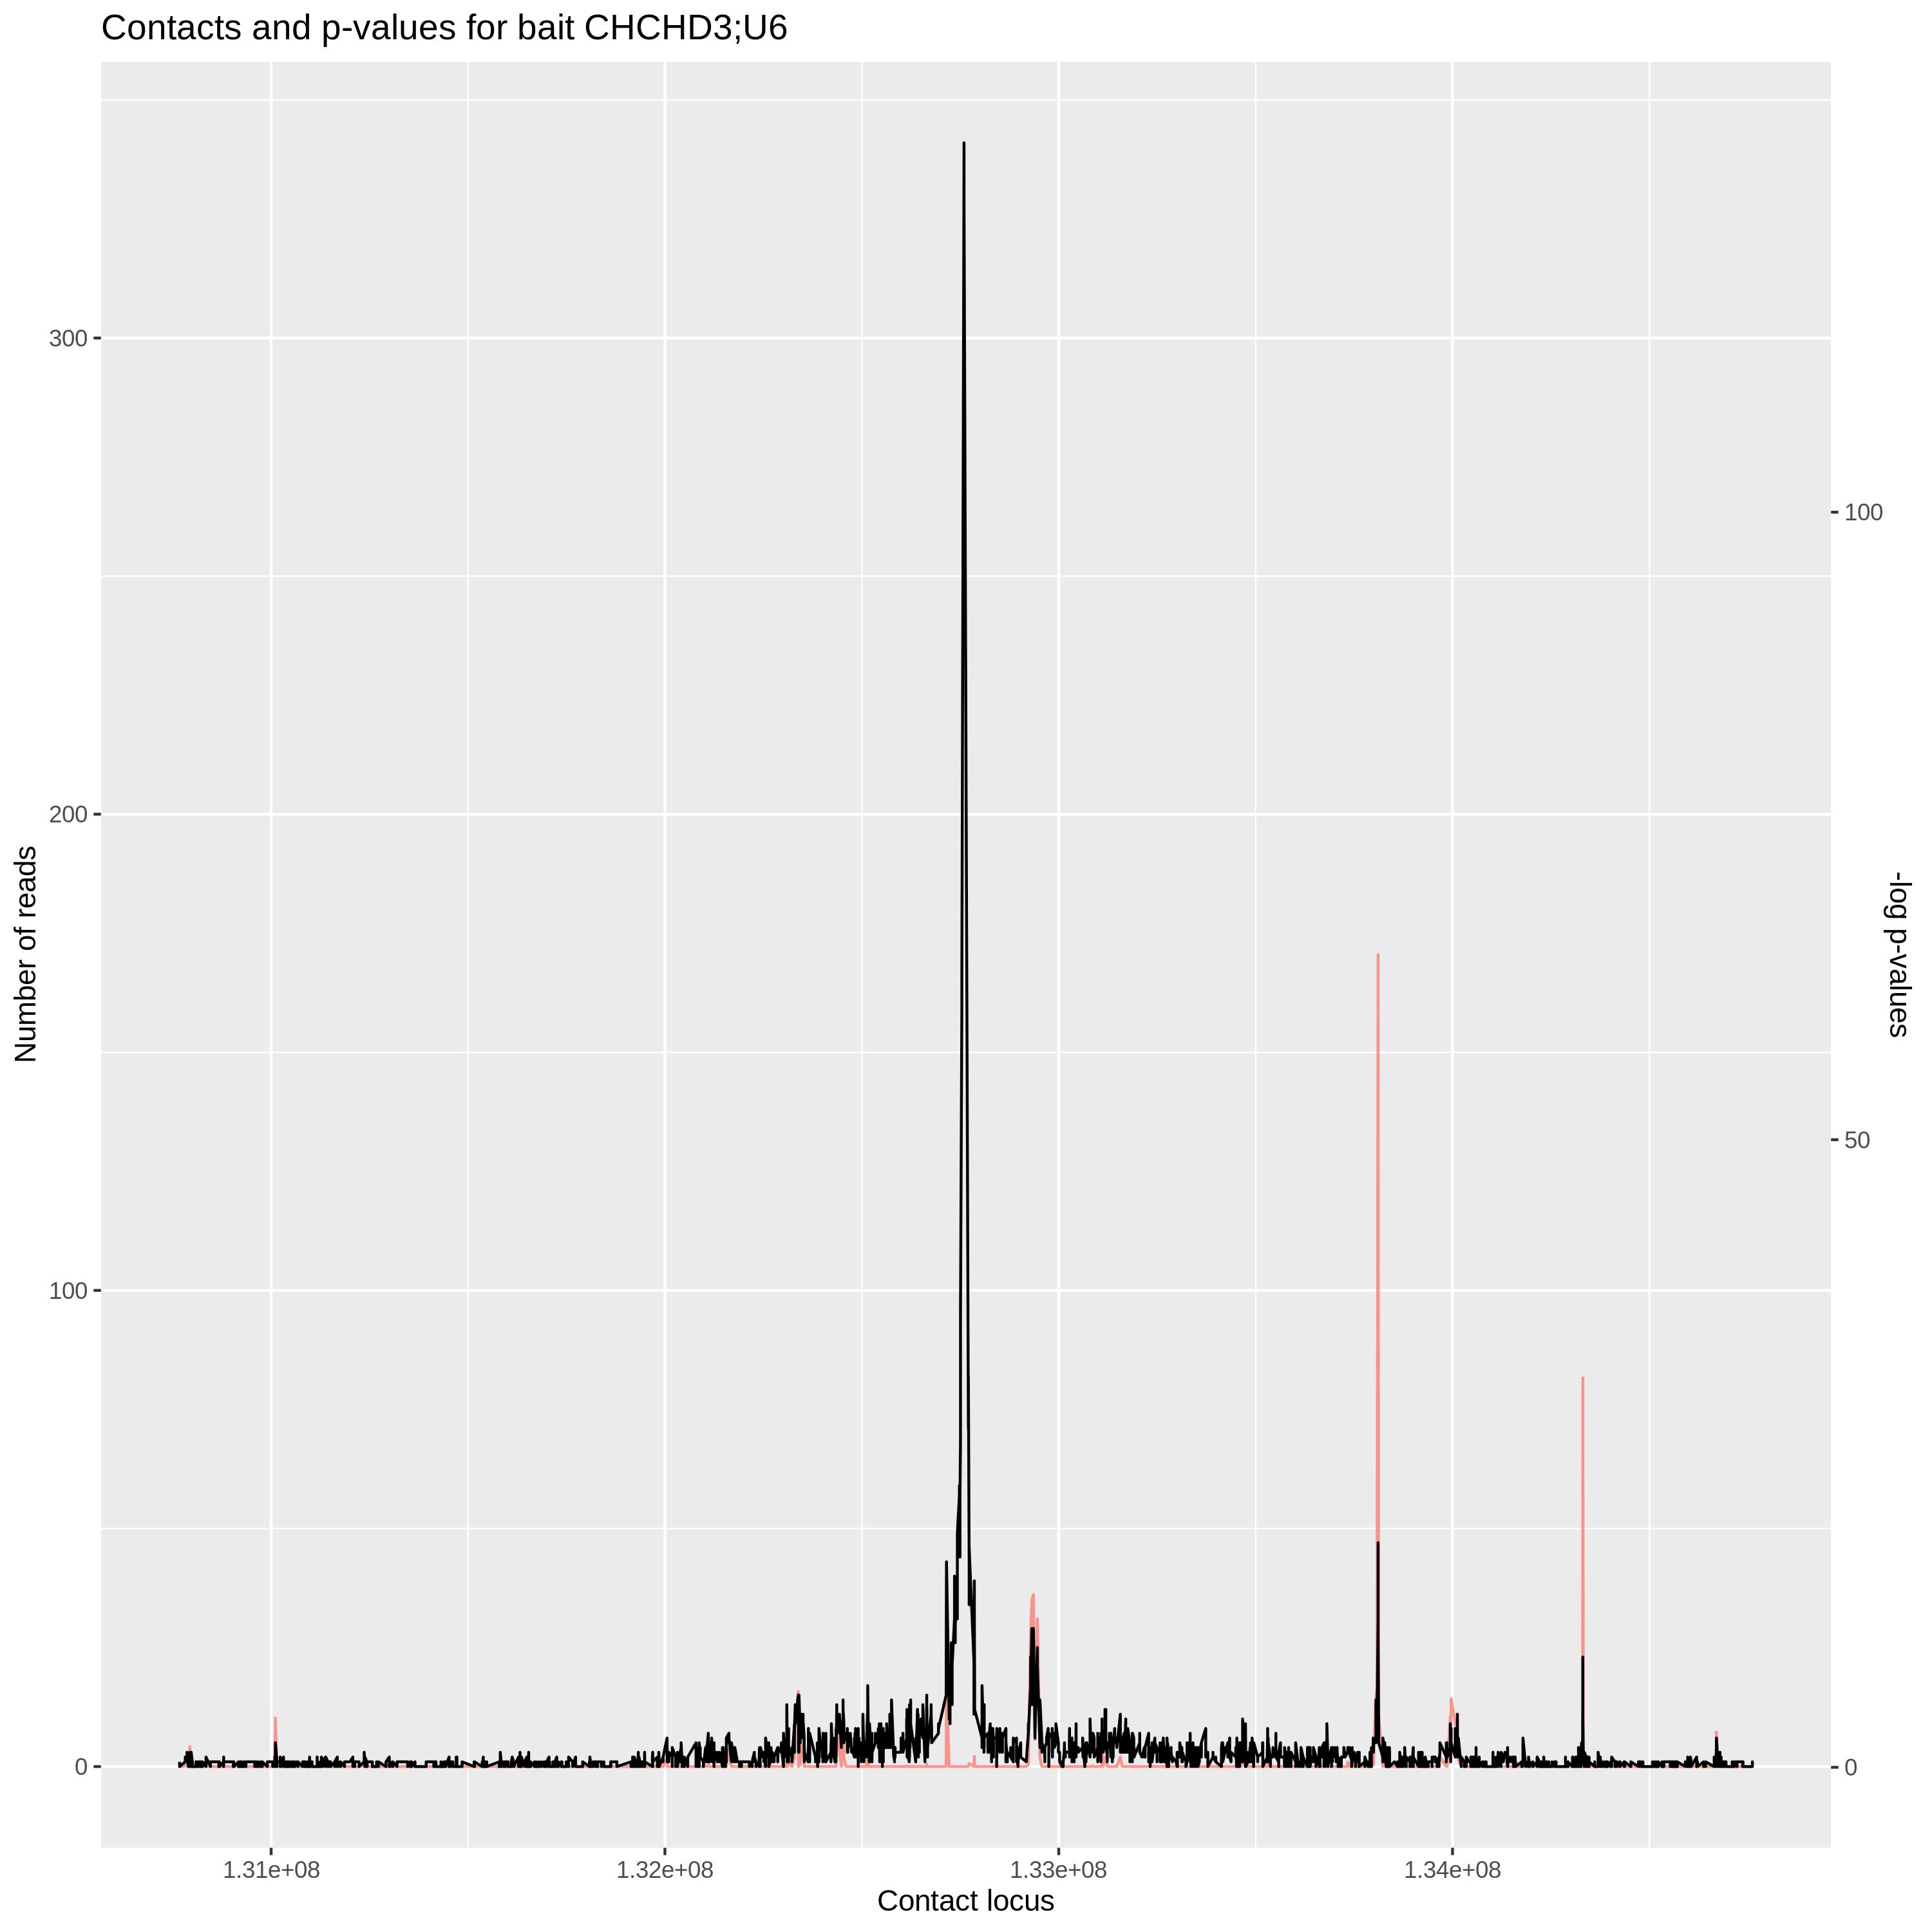 Contacts and p-values for bait CHCHD3;U6
300
200
100
0
Number of reads
100
50
0
-log p-values
1.31e+08
1.32e+08
1.33e+08
1.34e+08
Contact locus